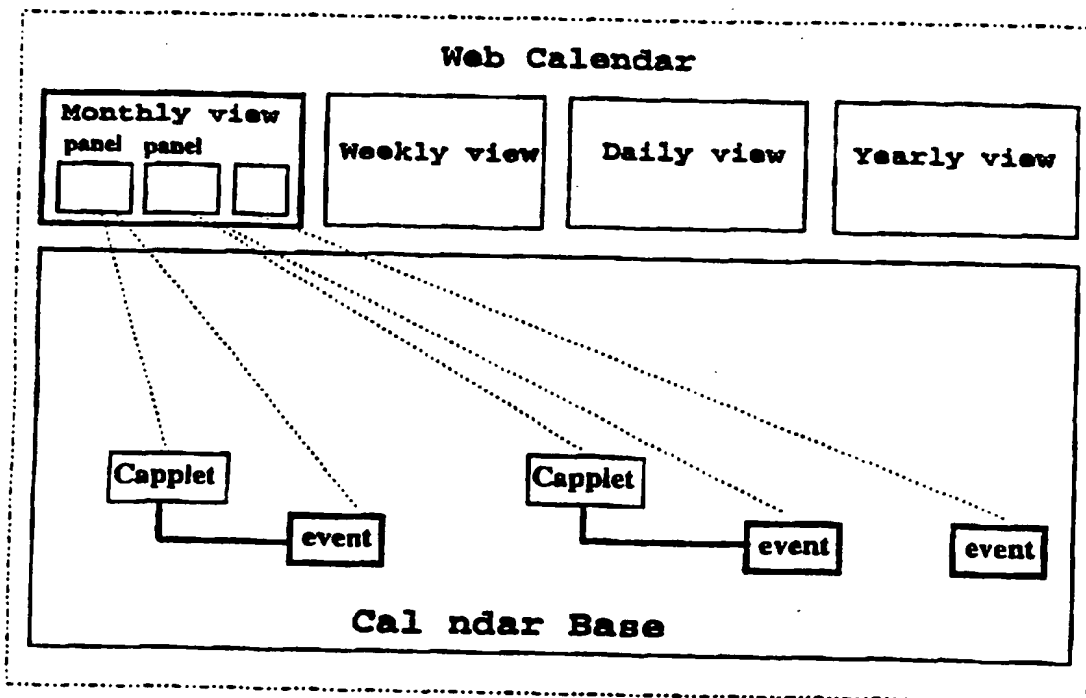 Web Calendar
Monthly view
panel panel
Weekly view
Daily view
Yearly view
Capplet
event
Capplet
event
event
Cal ndar Base